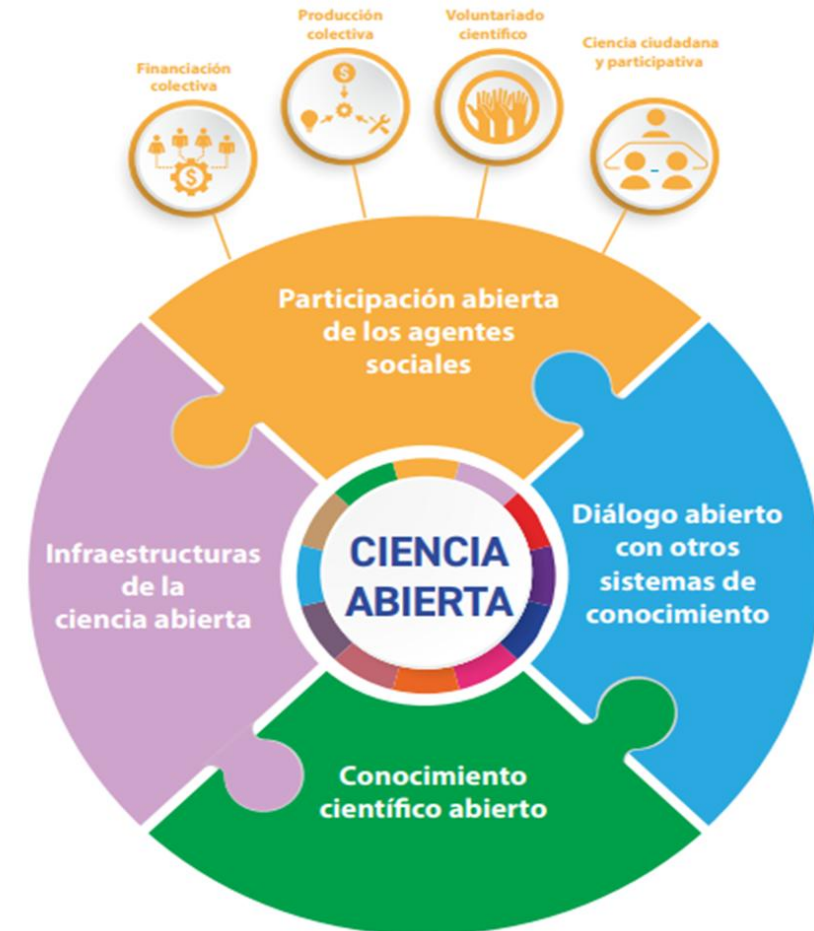 Financiación
colectiva
Producción
colectiva
Voluntariado
científico
Ciencia ciudadana
y participativa
$
$
Participación abierta
de los agentes
sociales
Infraestructuras
de la
ciencia abierta
CIENCIA
ABIERTA
Diálogo abierto
con otros
sistemas de
conocimiento
Conocimiento
científico abierto